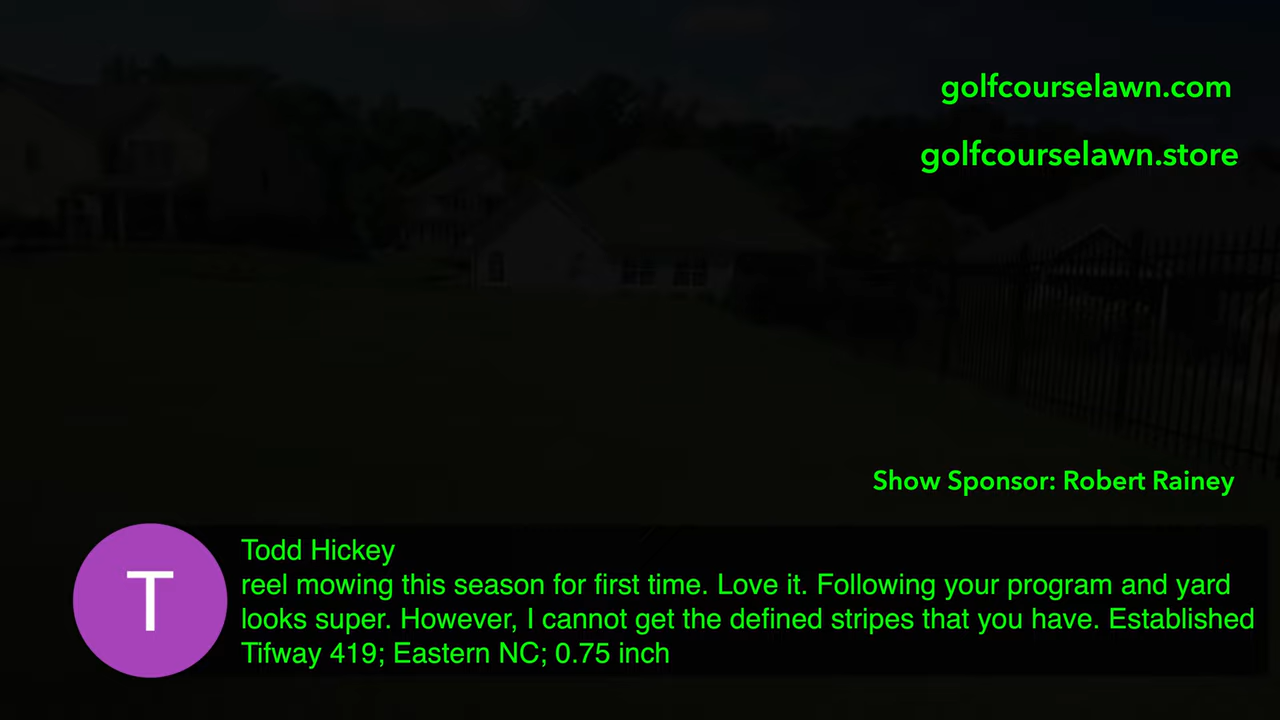 golfcourselawn.com
golfcourselawn.store
Show Sponsor: Robert Rainey
T
Todd Hickey
reel mowing this season for first time. Love it. Following your program and yard
looks super. However, I cannot get the defined stripes that you have. Established
Tifway 419; Eastern NC; 0.75 inch